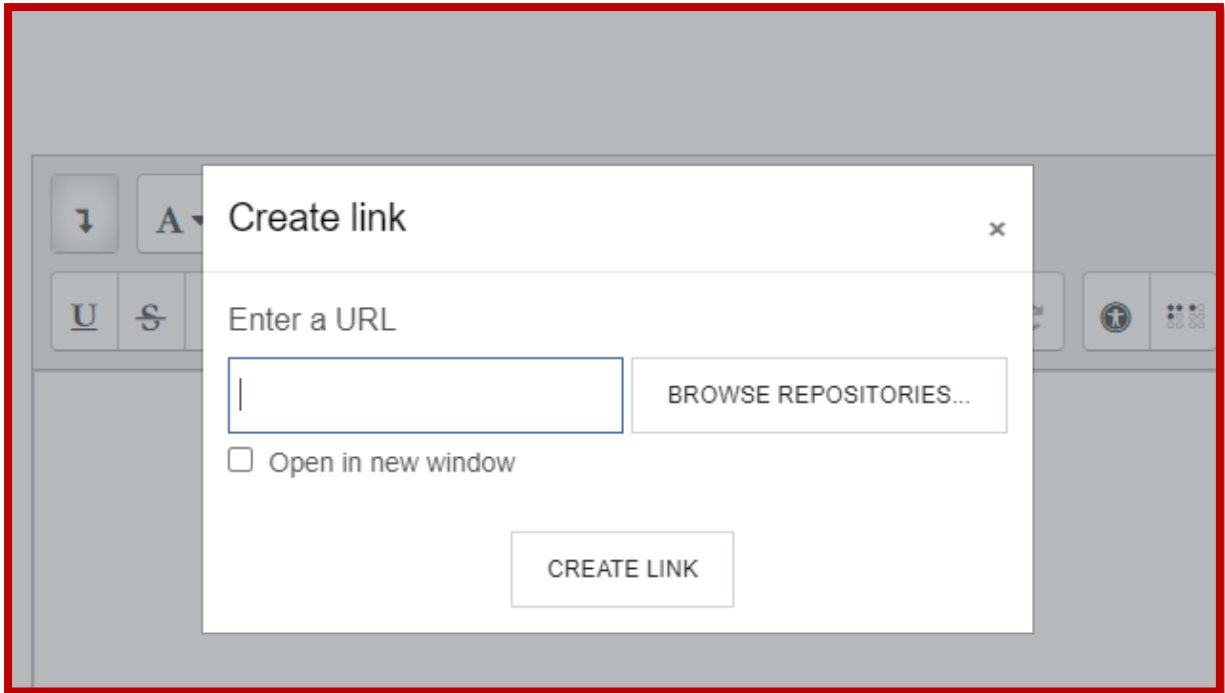 A
Create link
×
U S
Enter a URL
BROWSE REPOSITORIES...
Open in new window
CREATE LINK